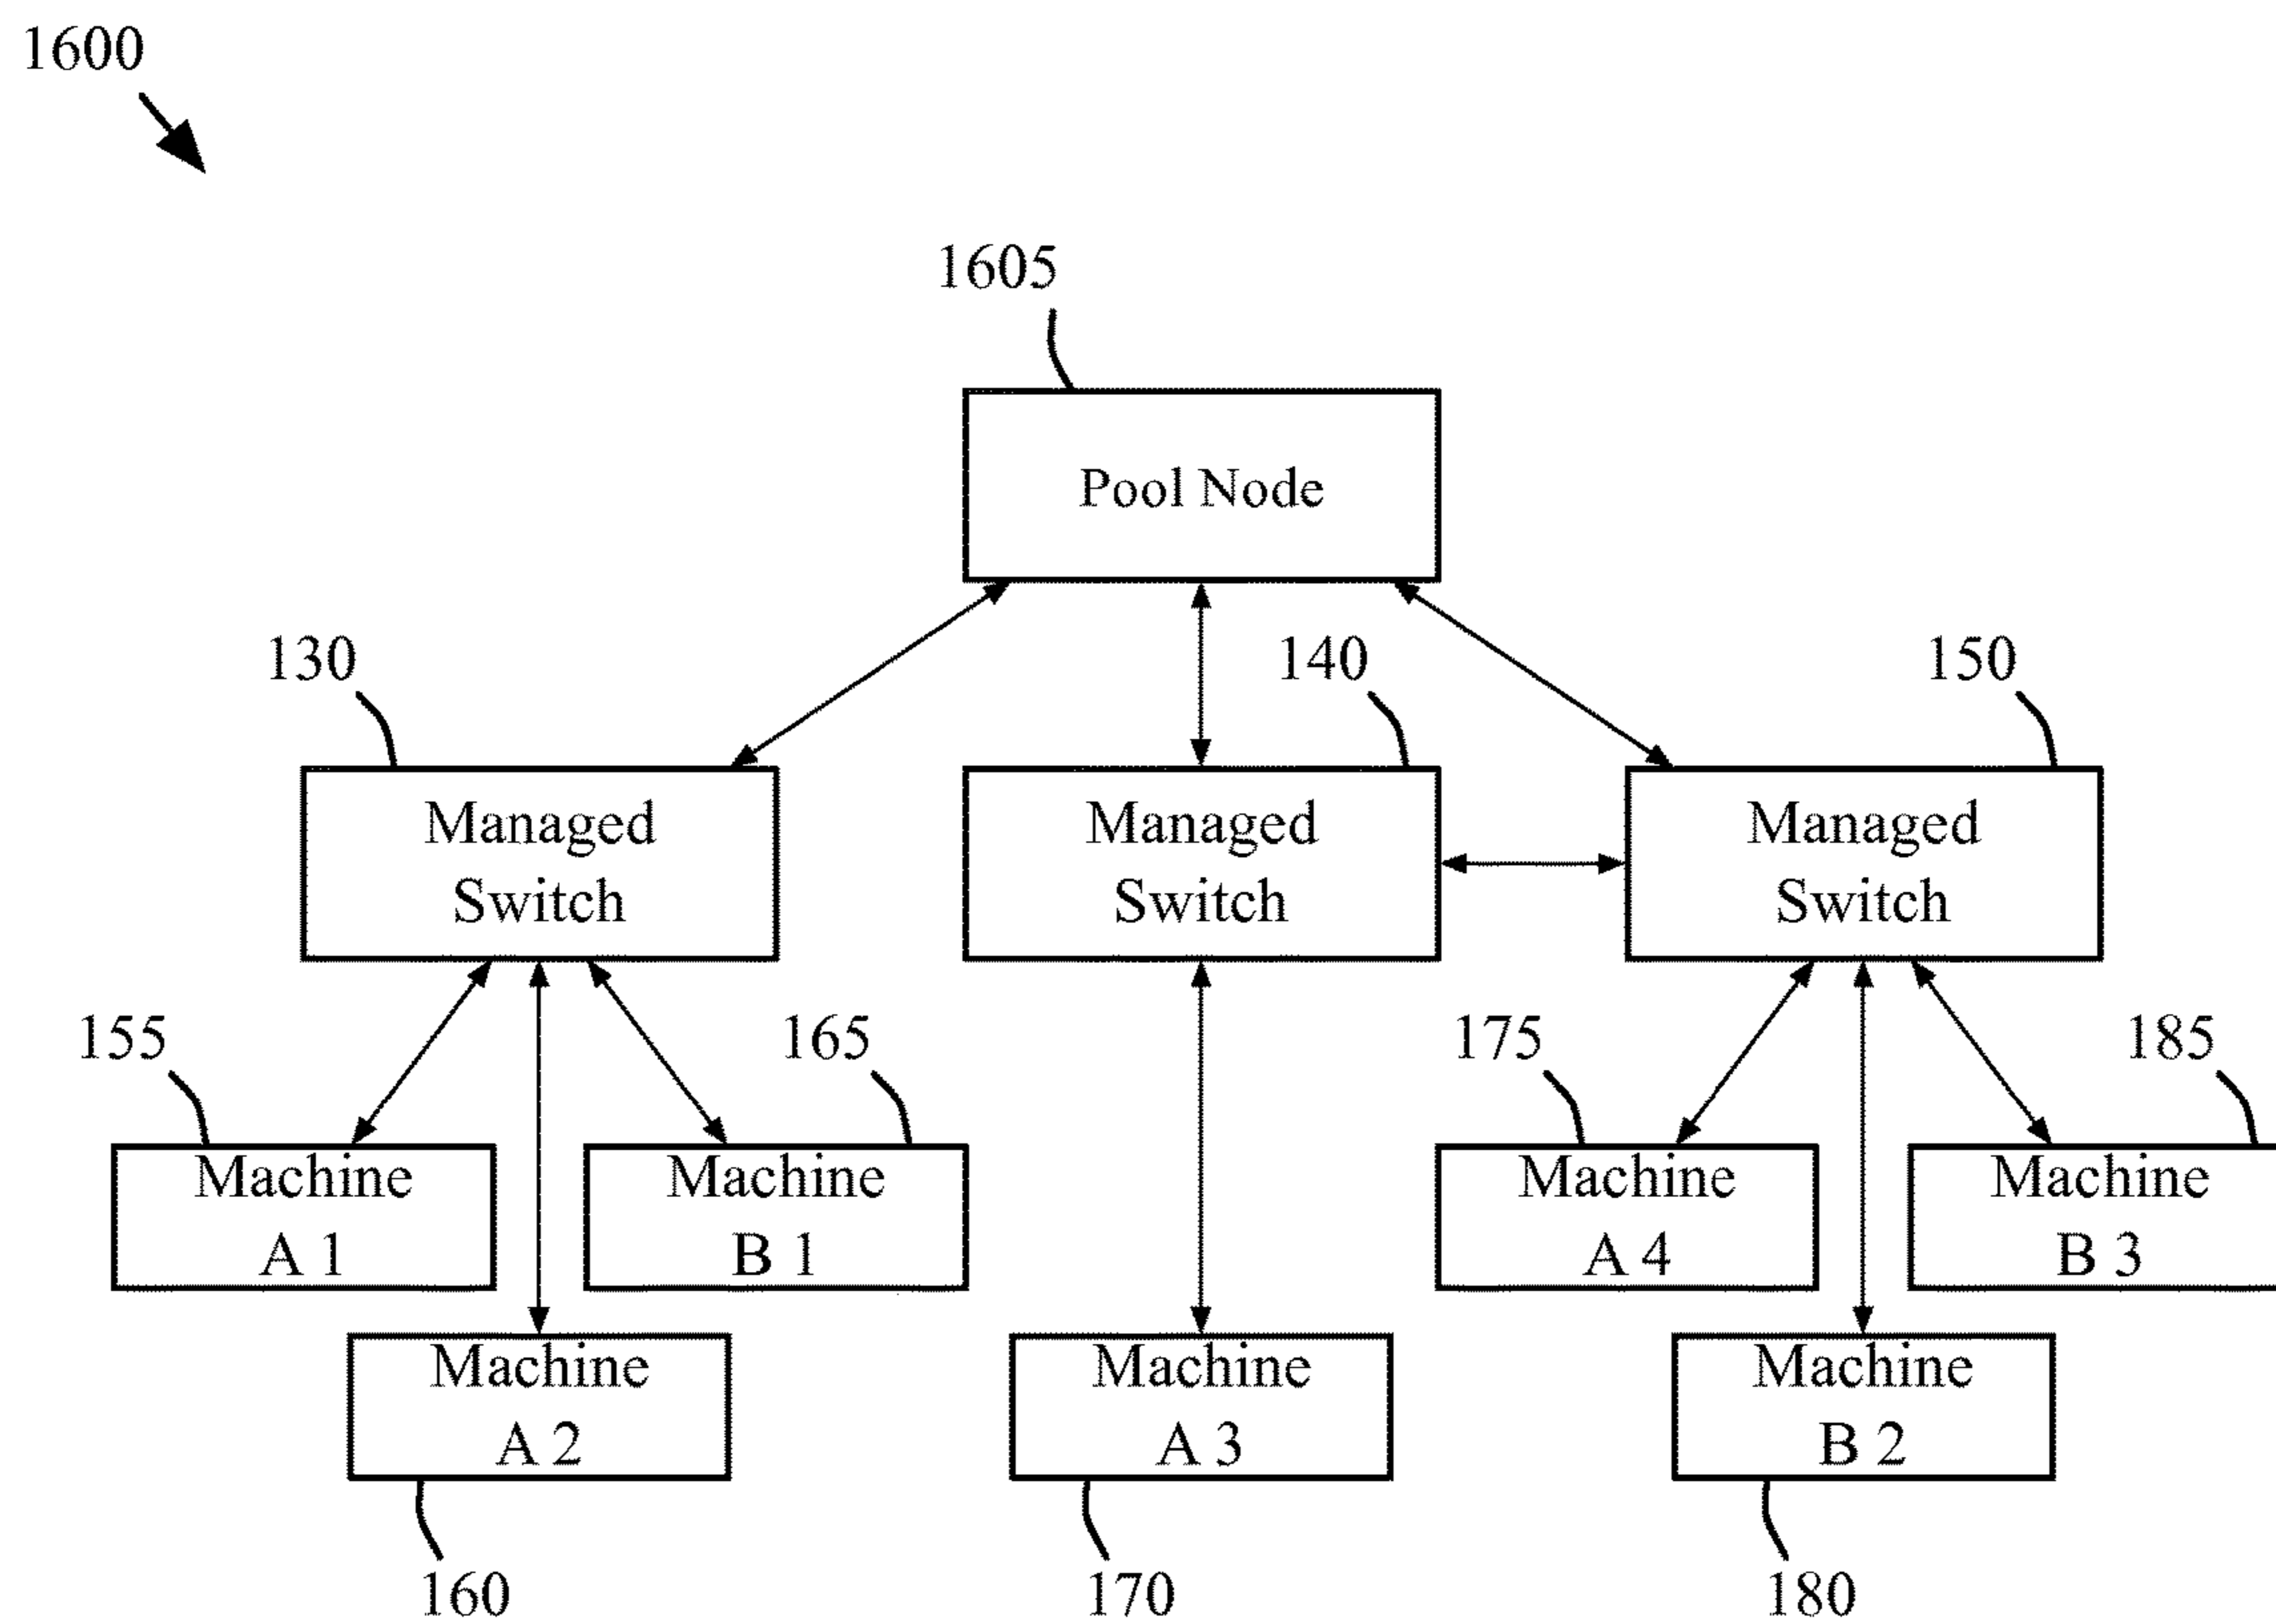 1600
1605
Pool Node
130
140
150
Managed
Switch
Managed
Switch
Managed
Switch
155
165
175
185
Machine
A 1
Machine
B 1
Machine
A 4
Machine
B 3
Machine
A 2
Machine
A 3
Machine
B 2
160
170
180